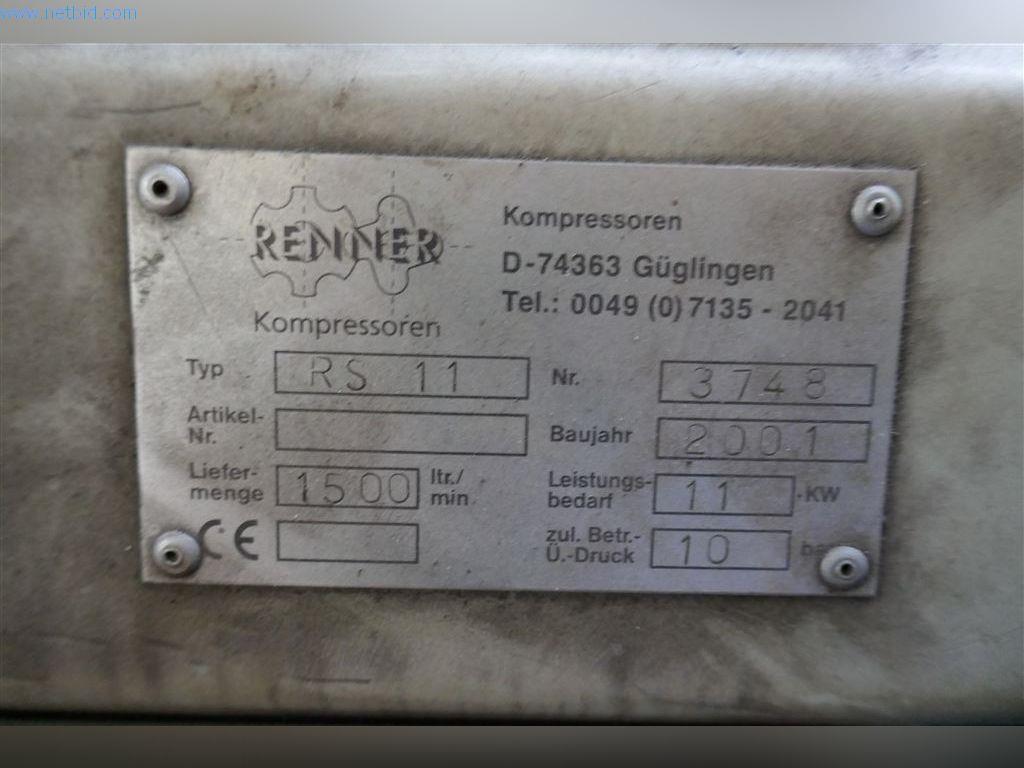 www.netbid.com
RENNER
Kompressoren
Kompressoren
D-74363 Güglingen
Tel.: 0049 (0) 7135 - 2041
Typ RS 11 Nr. 3748
Artikel-
Nr. Baujahr 2001
Liefer-
menge 1500 ltr./
min Leistungs-
bedarf 11 KW
CE zul. Betr.-
Ü.-Druck 10